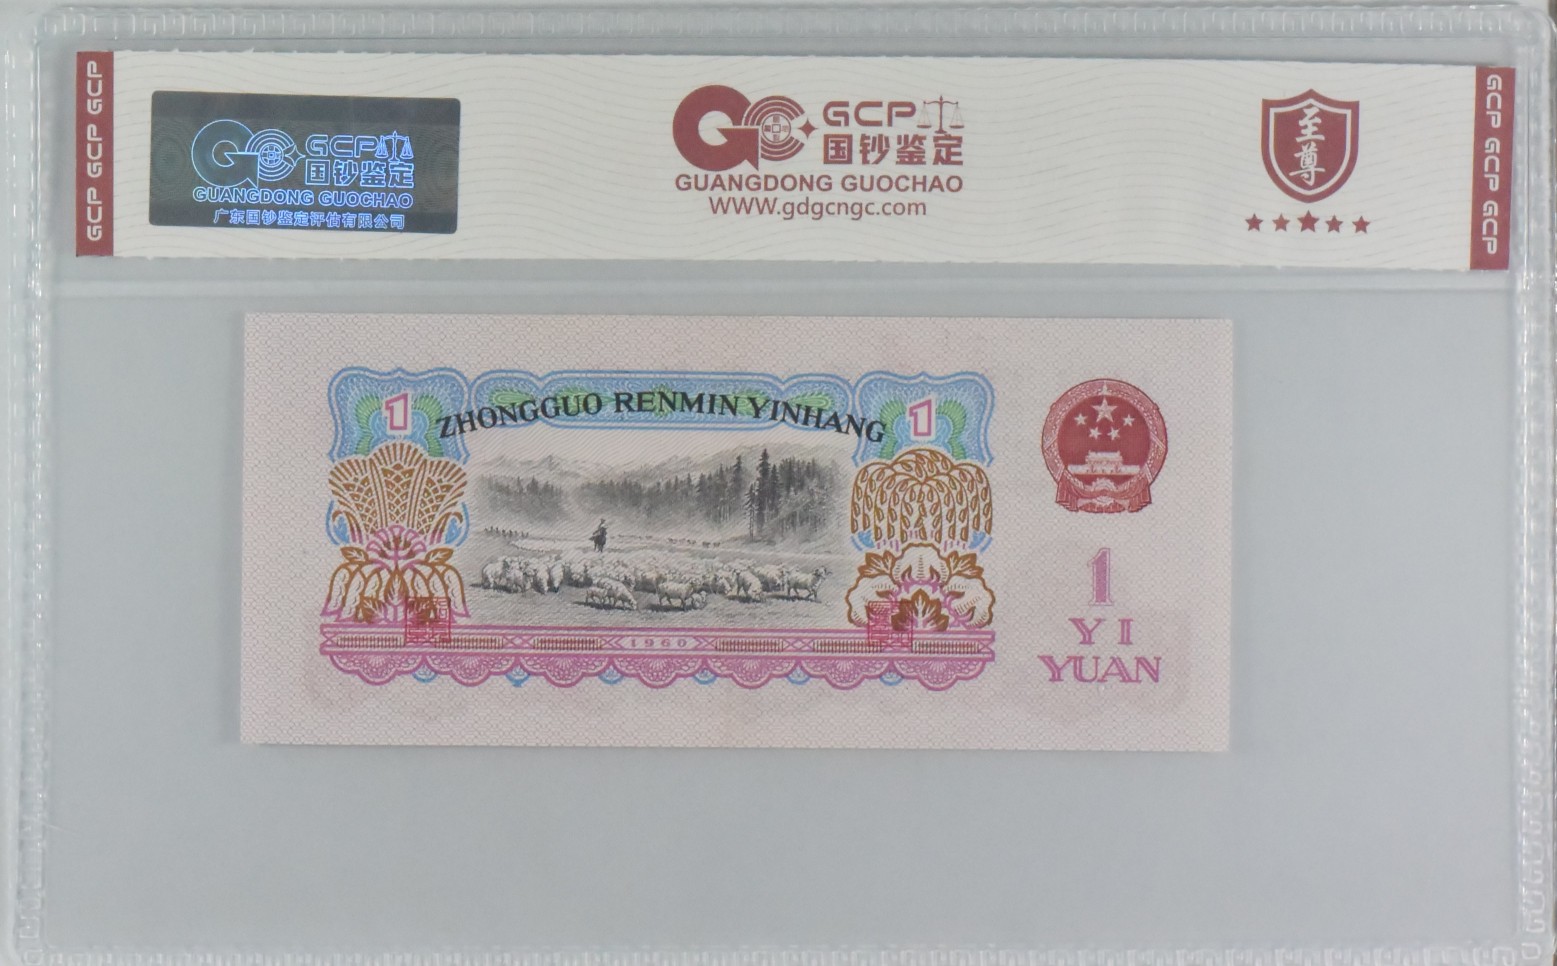 GCP GCP GCP
GCP
国钞鉴定
GUANGDONG GUOCHAO
广东国钞鉴定评估有限公司
GCP
国钞鉴定
GUANGDONG GUOCHAO
WWW.gdgcngc.com
至尊
GCP GCP GCP
1
ZHONGGUO RENMIN YINHANG
1
1960
1
YI
YUAN